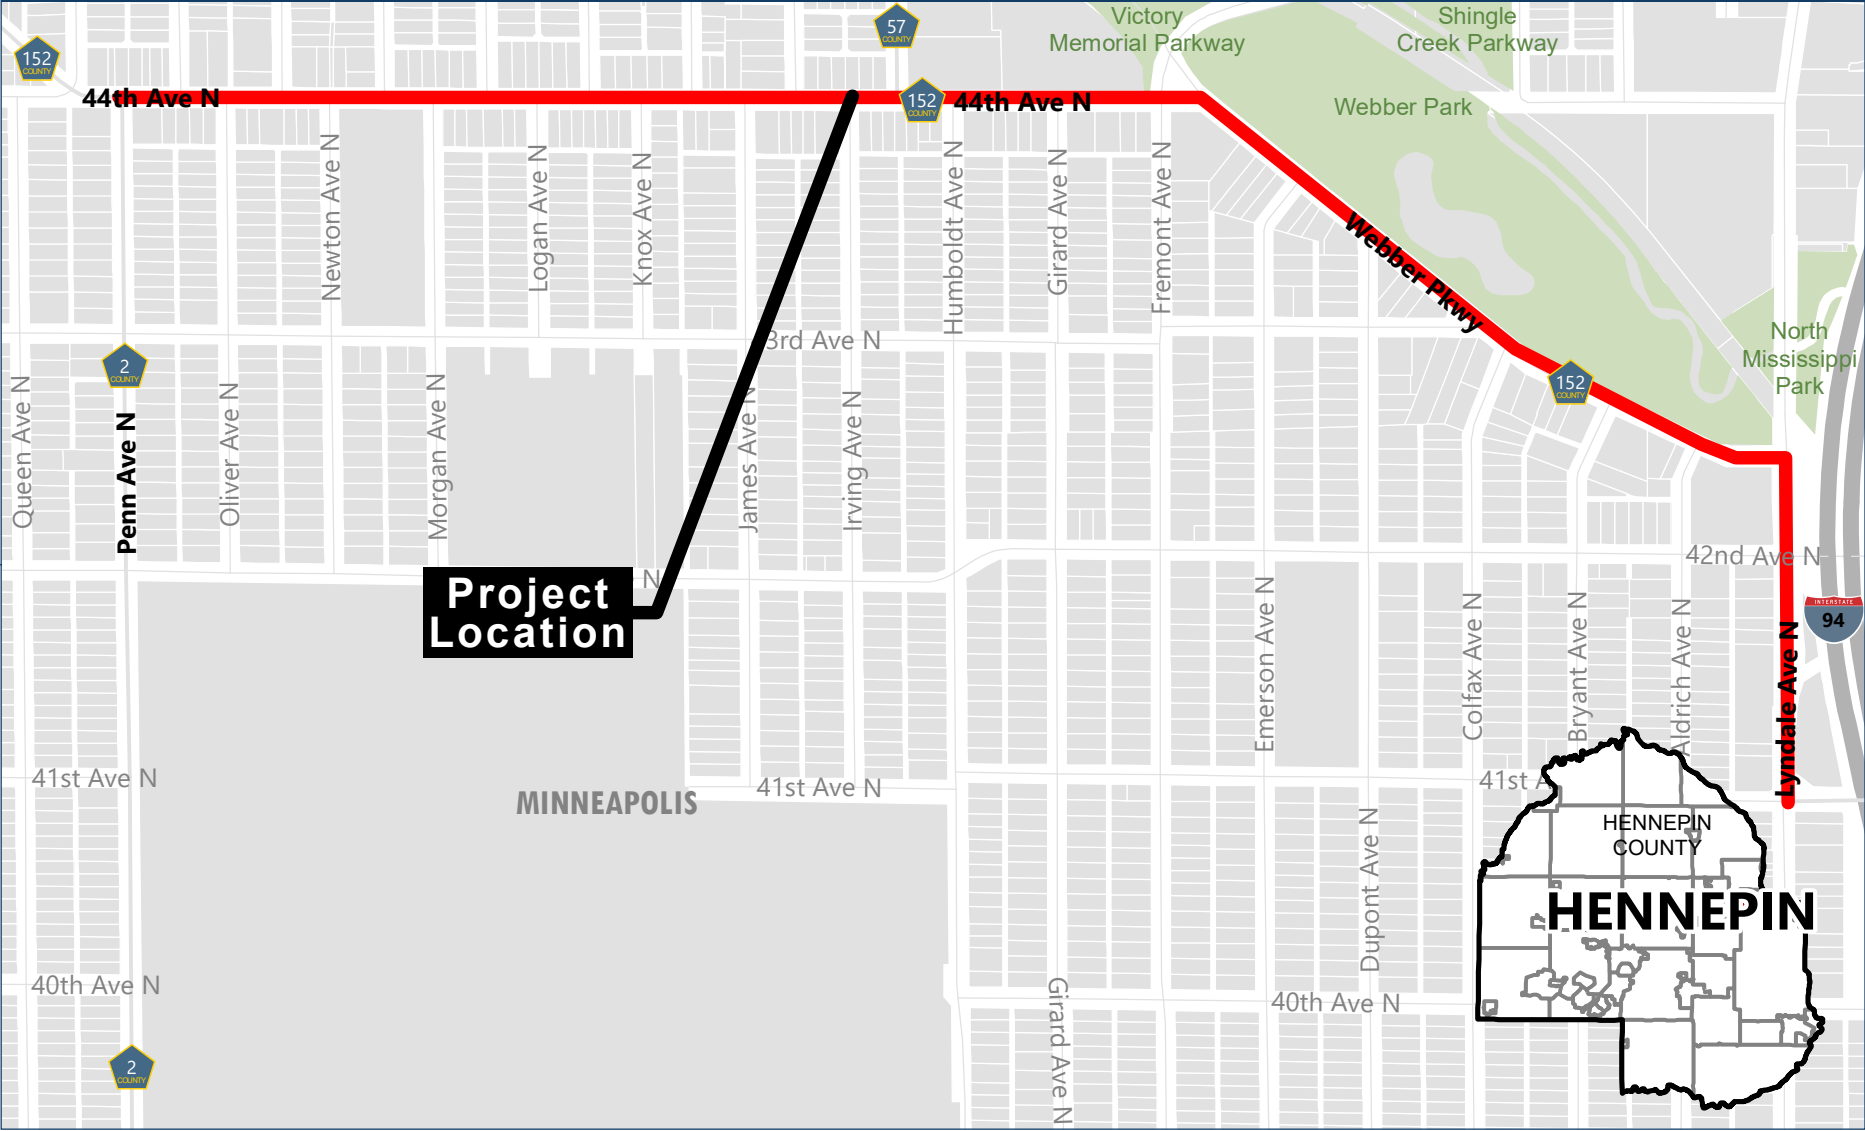 Victory
Memorial Parkway
Shingle
Creek Parkway
57
COUNTY
152
COUNTY
44th Ave N
152
COUNTY
44th Ave N
Webber Park
Newton Ave N
Logan Ave N
Knox Ave N
Humboldt Ave N
Girard Ave N
Fremont Ave N
Webber Pkwy
3rd Ave N
North
Mississippi
Park
2
COUNTY
152
COUNTY
Queen Ave N
Penn Ave N
Oliver Ave N
Morgan Ave N
James Ave N
Irving Ave N
42nd Ave N
N
Project
Location
INTERSTATE
94
Emerson Ave N
Colfax Ave N
Bryant Ave N
Aldrich Ave N
Lyndale Ave N
41st Ave N
MINNEAPOLIS
41st Ave N
41st A
HENNEPIN
COUNTY
HENNEPIN
Dupont Ave N
40th Ave N
Girard Ave N
40th Ave N
2
COUNTY